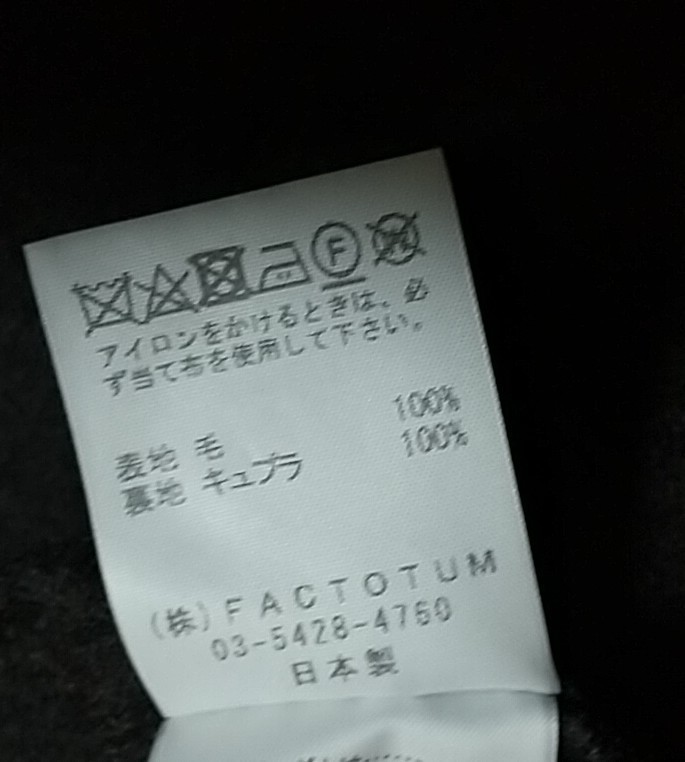 F W
アイロンをかけるときは、必
ず当て布を使用して下さい。
表地 毛 100%
裏地 キュプラ 100%
(株)FACTOTUM
03-5428-4760
日本製